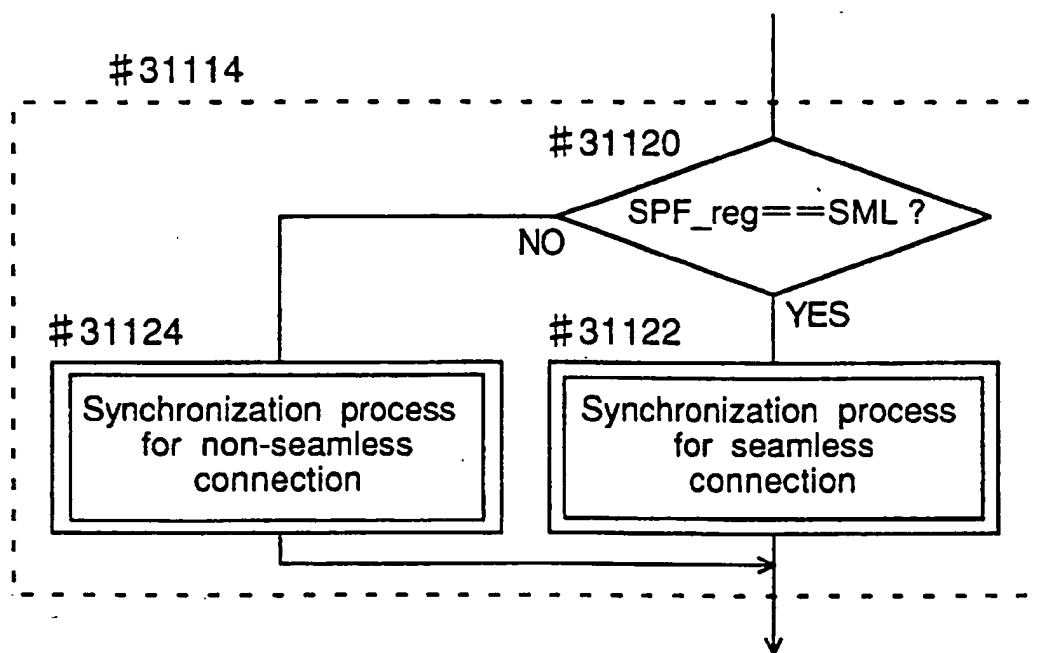 #31114
#31120
SPF_reg==SML ?
NO
YES
#31124
#31122
Synchronization process
for non-seamless
connection
Synchronization process
for seamless
connection